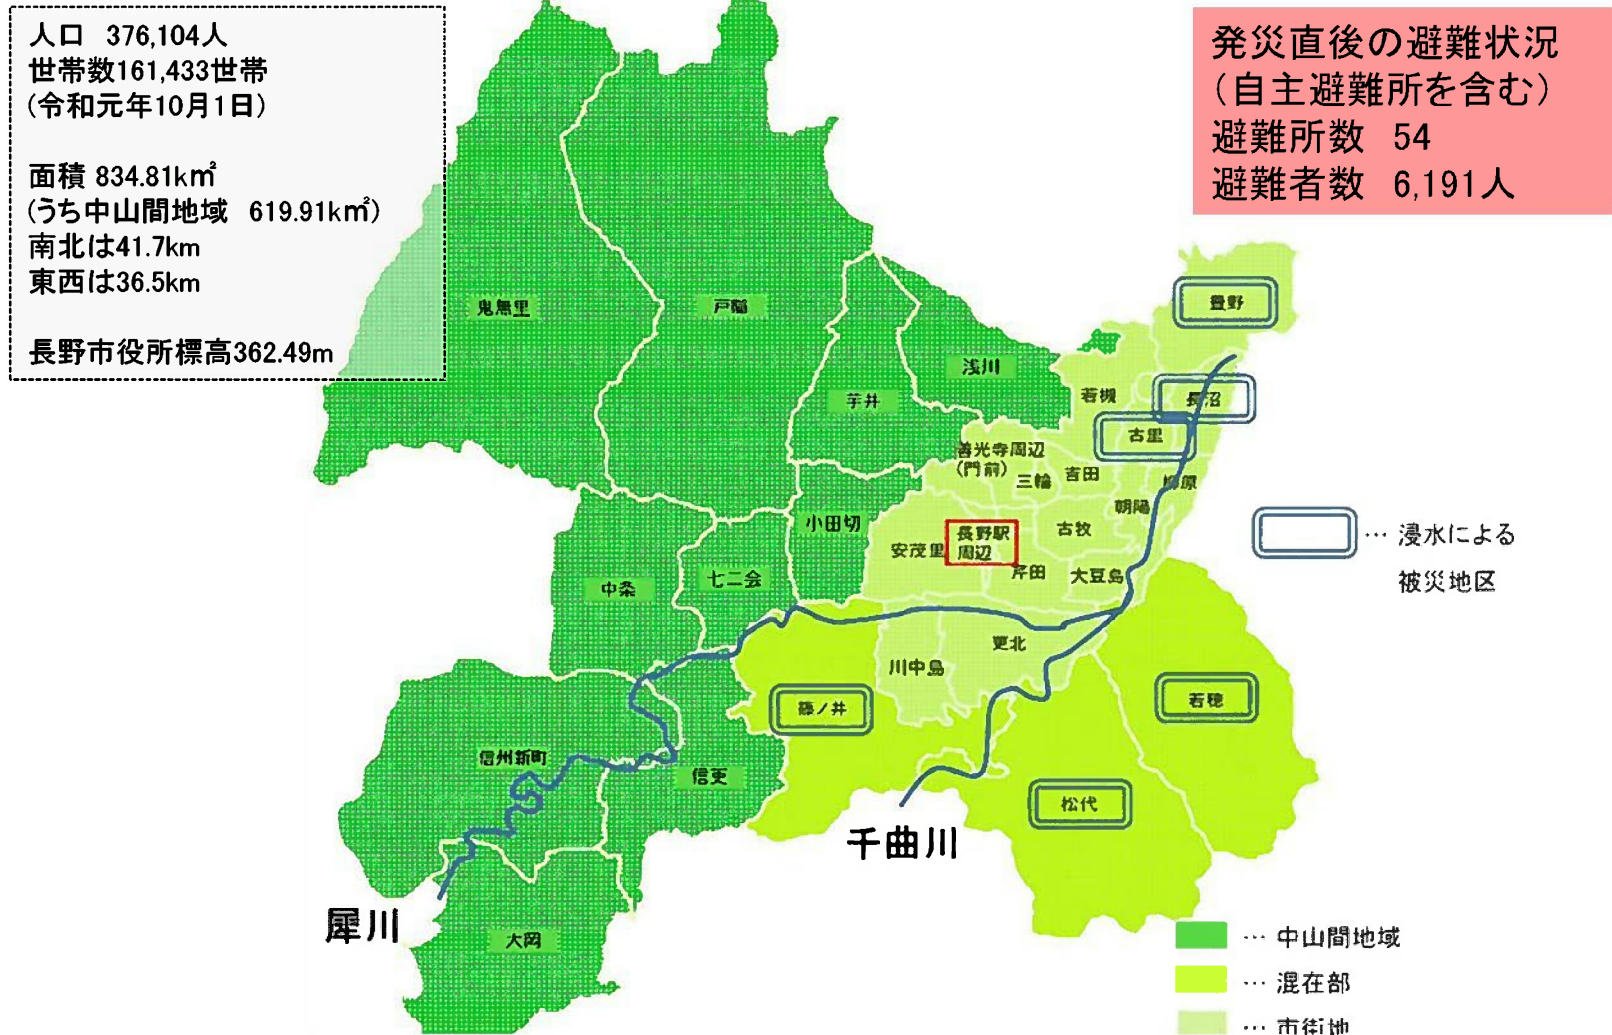 人口 376,104人
世帯数161,433世帯
(令和元年10月1日)
面積 834.81km²
(うち中山間地域 619.91km²)
南北は41.7km
東西は36.5km
長野市役所標高362.49m
発災直後の避難状況
(自主避難所を含む)
避難所数 54
避難者数 6,191人
鬼無里
戸隠
豊野
浅川
芋井
若槻
長沼
古里
善光寺周辺
(門前)
三輪
吉田
柳原
朝陽
小田切
安茂里
長野駅
周辺
古牧
芹田
大豆島
… 浸水による
被災地区
中条
七二会
更北
川中島
篠ノ井
若穂
信州新町
信更
松代
千曲川
犀川
大岡
… 中山間地域
… 混在部
… 市街地